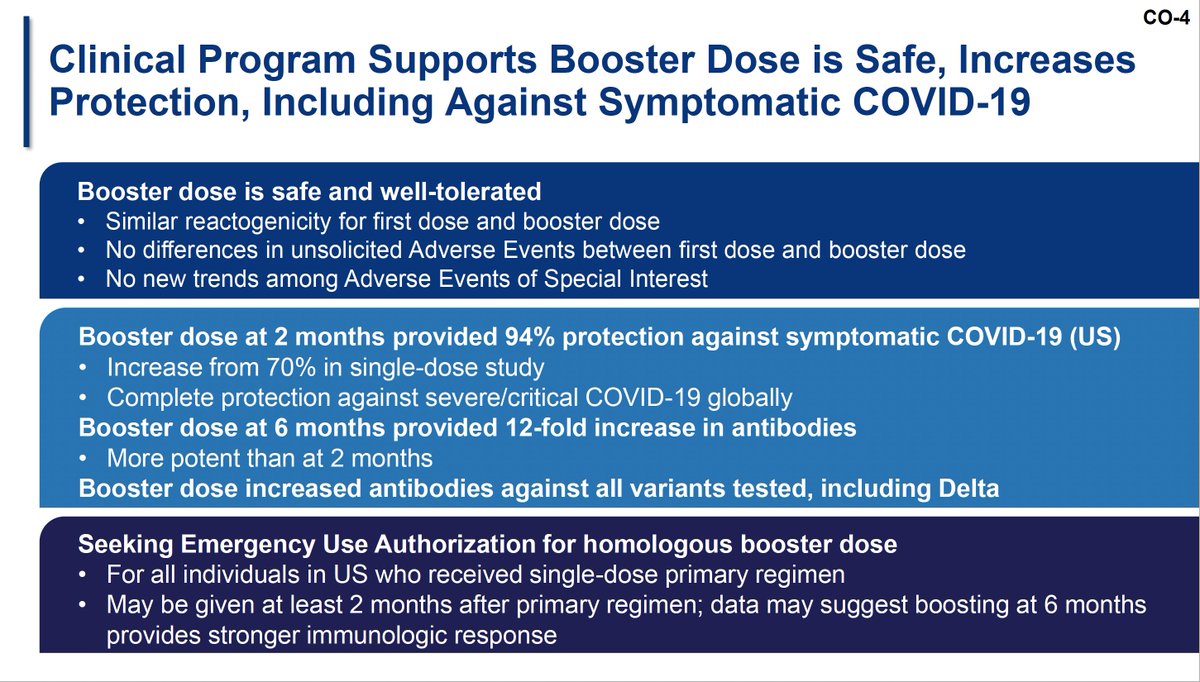 CO-4
Clinical Program Supports Booster Dose is Safe, Increases
Protection, Including Against Symptomatic COVID-19
Booster dose is safe and well-tolerated
• Similar reactogenicity for first dose and booster dose
• No differences in unsolicited Adverse Events between first dose and booster dose
• No new trends among Adverse Events of Special Interest
Booster dose at 2 months provided 94% protection against symptomatic COVID-19 (US)
• Increase from 70% in single-dose study
• Complete protection against severe/critical COVID-19 globally
Booster dose at 6 months provided 12-fold increase in antibodies
• More potent than at 2 months
Booster dose increased antibodies against all variants tested, including Delta
Seeking Emergency Use Authorization for homologous booster dose
• For all individuals in US who received single-dose primary regimen
• May be given at least 2 months after primary regimen; data may suggest boosting at 6 months
provides stronger immunologic response